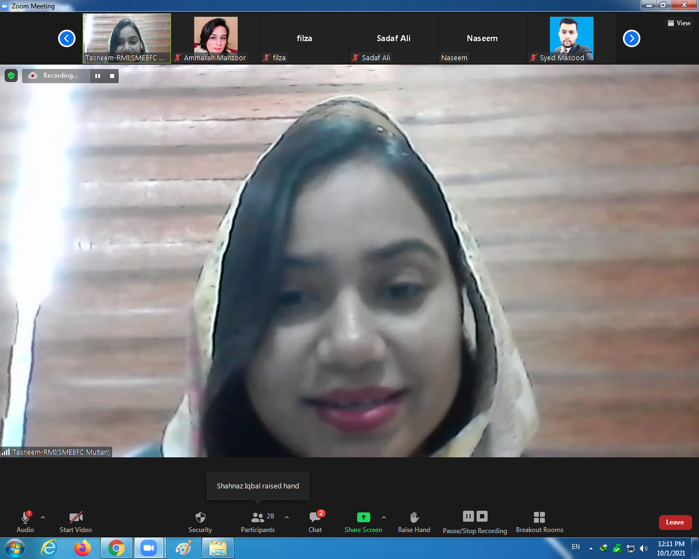 Zoom Meeting
View
Tasneem-RMI(SMEBFC ...
Ammarah Manzoor
filza
filza
Sadaf Ali
Sadaf Ali
Naseem
Naseem
Syed Masood
Recording...
Tasneem-RMI(SMEBFC Multan)
Shahnaz Iqbal raised hand
Audio
Start Video
Security
28
Participants
2
Chat
Share Screen
Raise Hand
Pause/Stop Recording
Breakout Rooms
Leave
EN
12:11 PM
10/1/2021